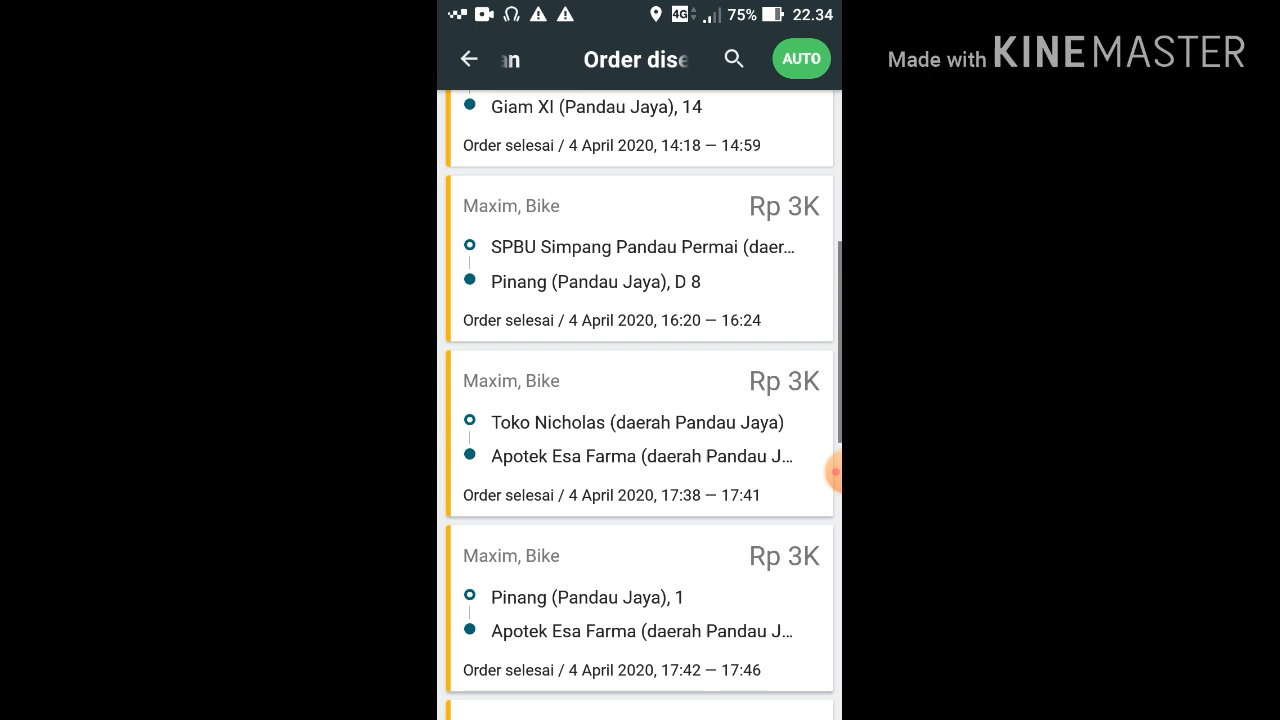 4G 75% 22.34
an Order dise AUTO
Made with KINEMASTER
Giam XI (Pandau Jaya), 14
Order selesai / 4 April 2020, 14:18 — 14:59
Maxim, Bike Rp 3K
SPBU Simpang Pandau Permai (daer...
Pinang (Pandau Jaya), D 8
Order selesai / 4 April 2020, 16:20 — 16:24
Maxim, Bike Rp 3K
Toko Nicholas (daerah Pandau Jaya)
Apotek Esa Farma (daerah Pandau J...
Order selesai / 4 April 2020, 17:38 — 17:41
Maxim, Bike Rp 3K
Pinang (Pandau Jaya), 1
Apotek Esa Farma (daerah Pandau J...
Order selesai / 4 April 2020, 17:42 — 17:46